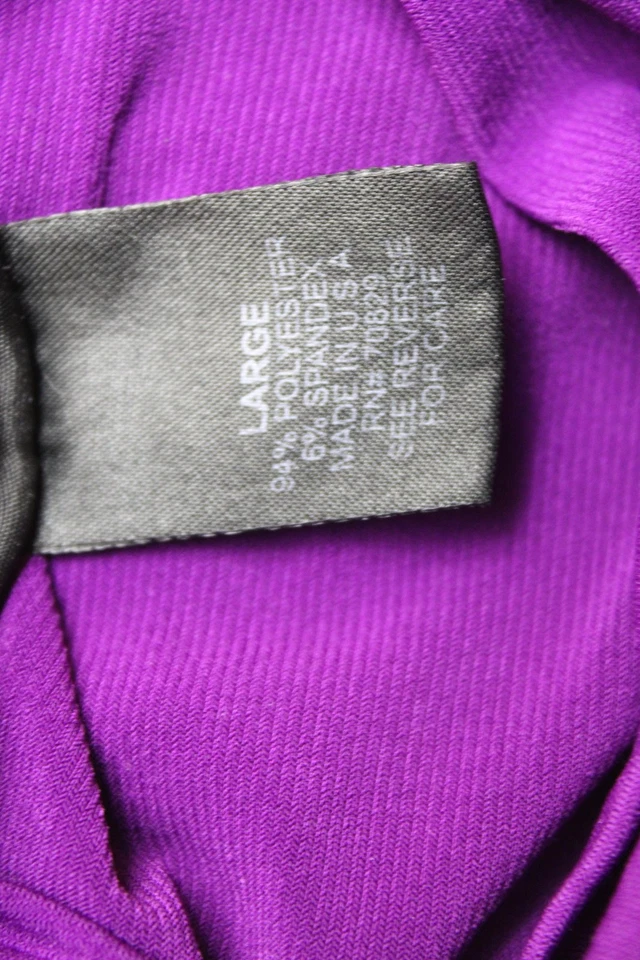 LARGE
94% POLYESTER
6% SPANDEX
MADE IN U S A
RN# 70829
SEE REVERSE
FOR CARE